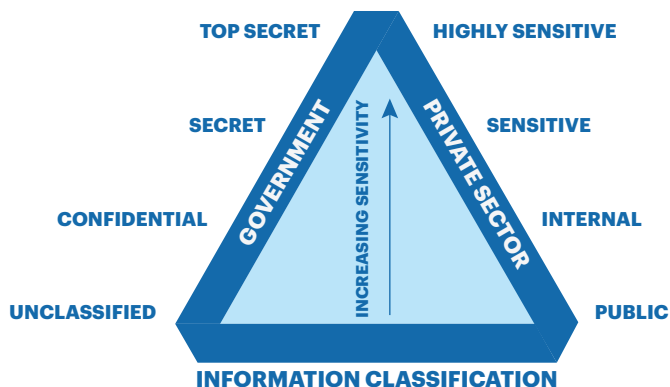 TOP SECRET
HIGHLY SENSITIVE
SECRET
SENSITIVE
GOVERNMENT
INCREASING SENSITIVITY
PRIVATE SECTOR
CONFIDENTIAL
INTERNAL
UNCLASSIFIED
PUBLIC
INFORMATION CLASSIFICATION